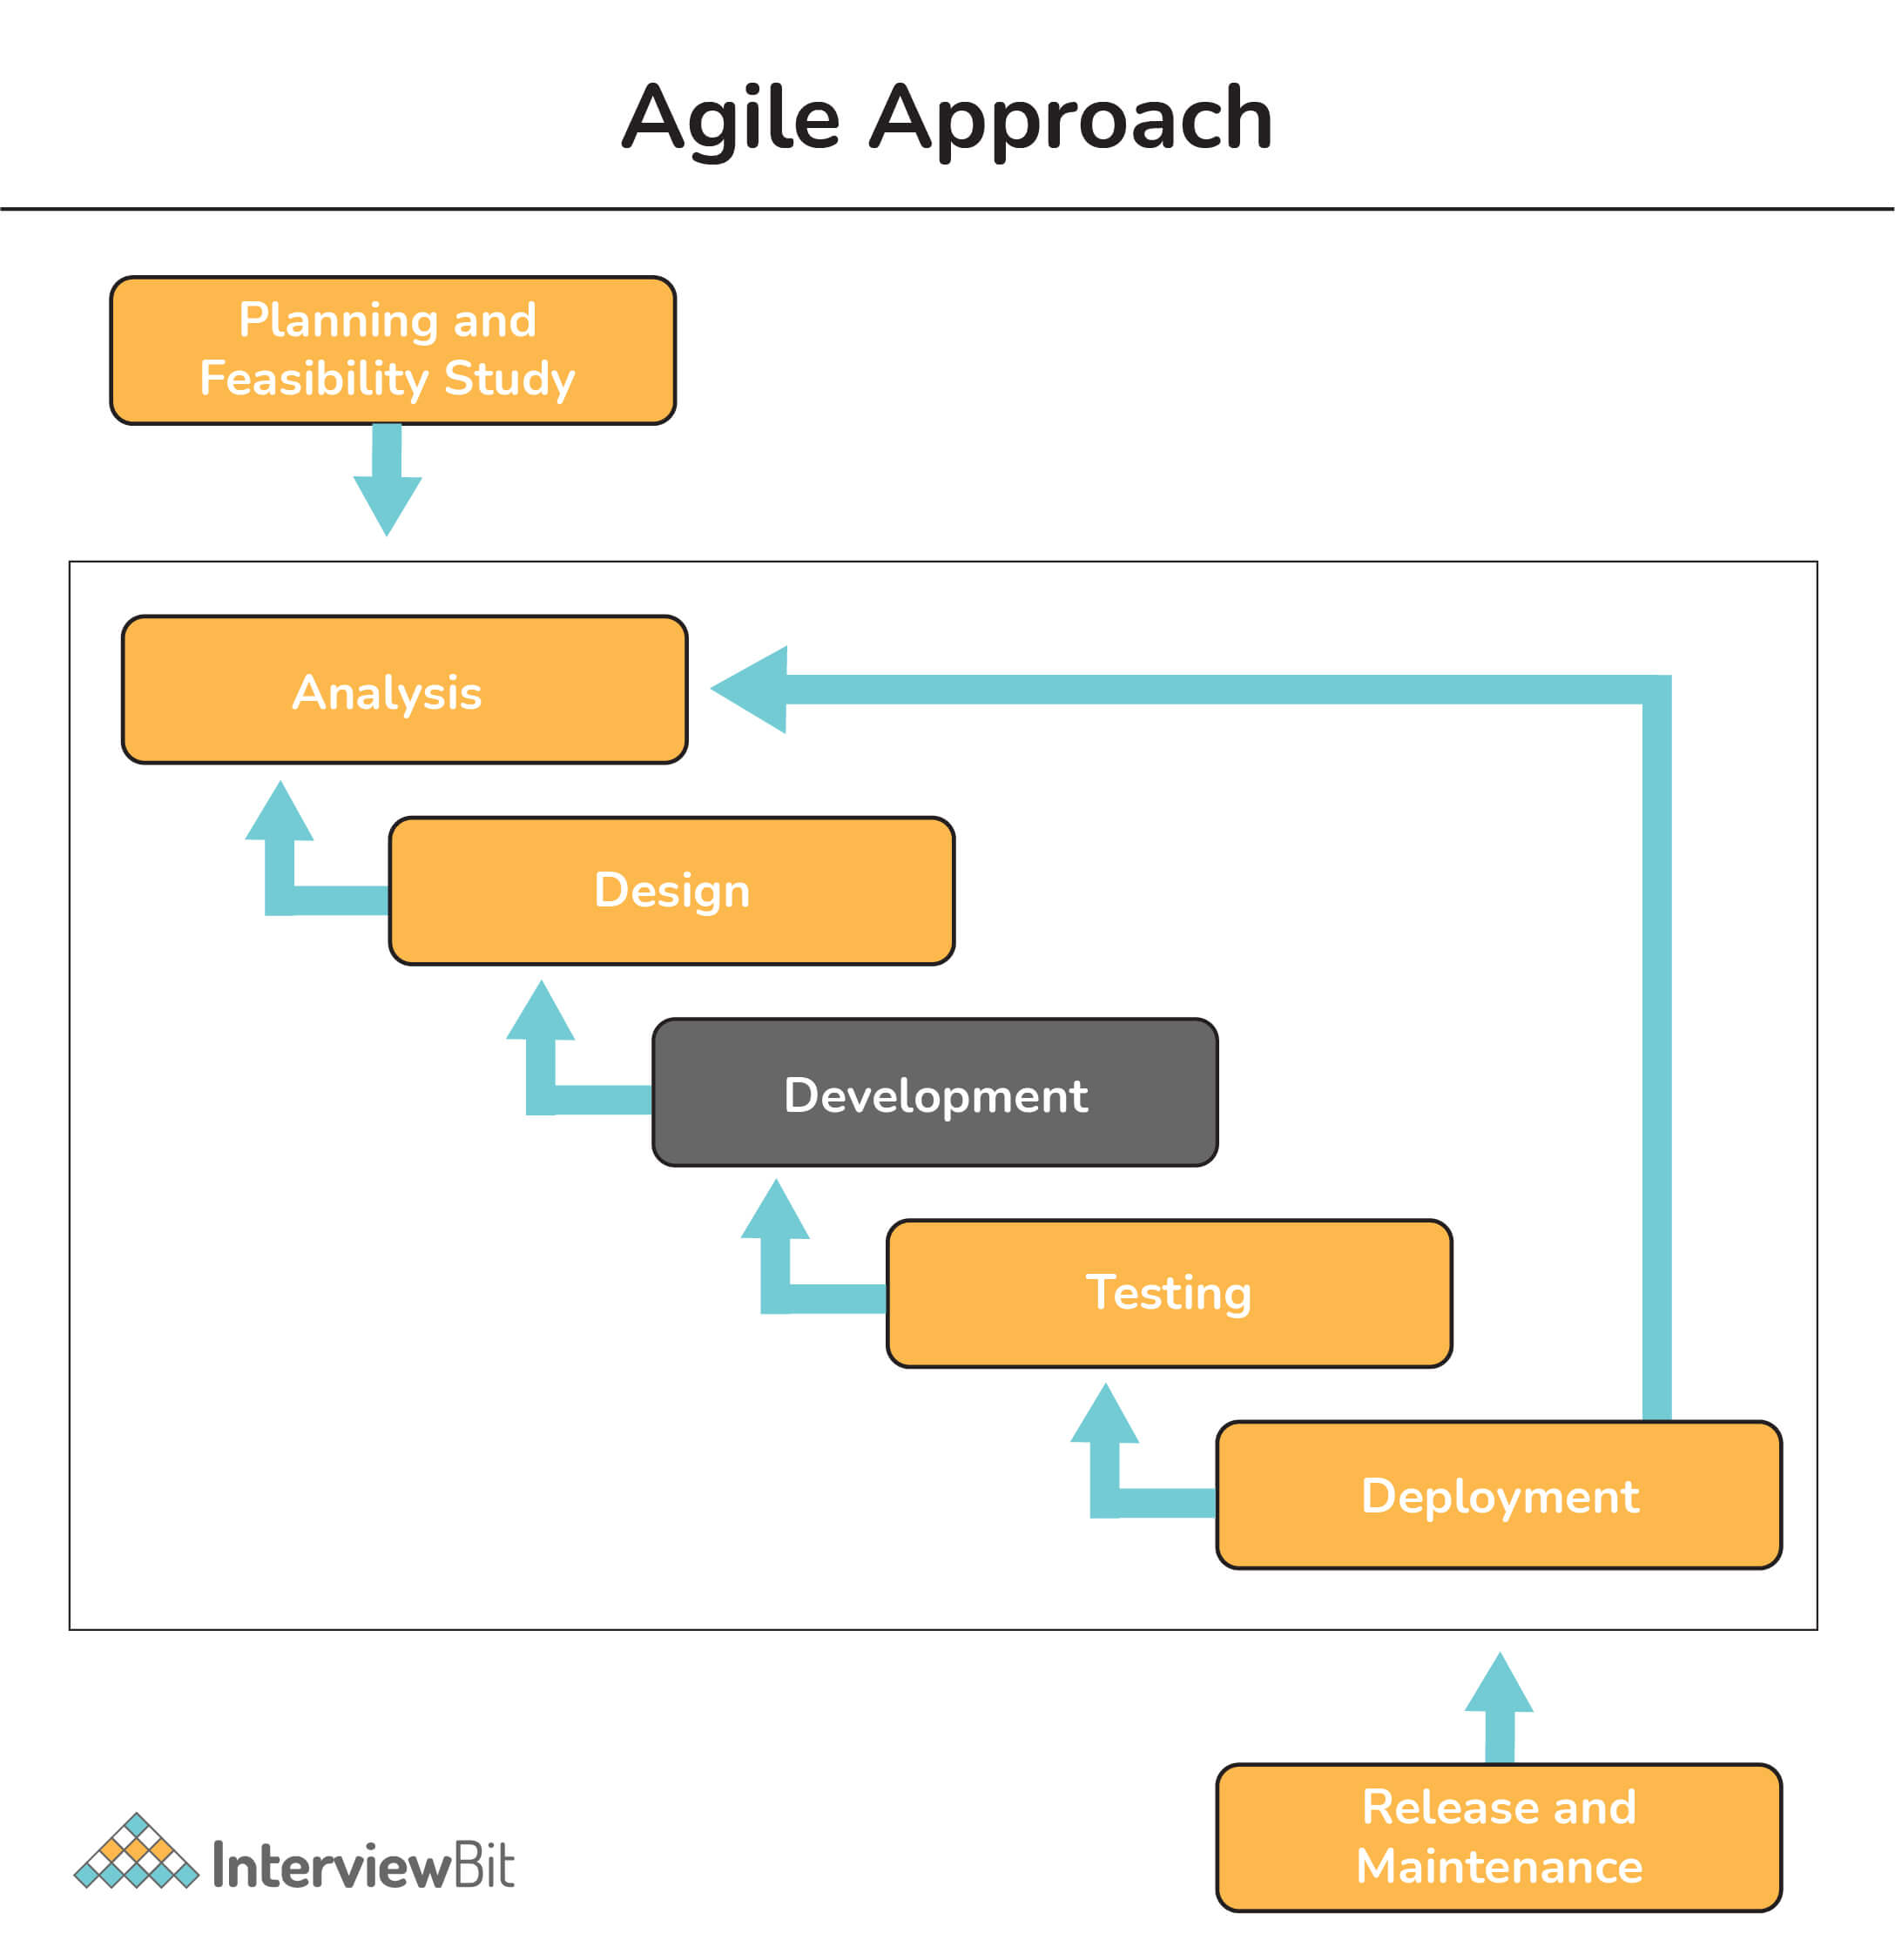 Agile Approach
Planning and
Feasibility Study
Analysis
Design
Development
Testing
Deployment
Release and
Maintenance
InterviewBit